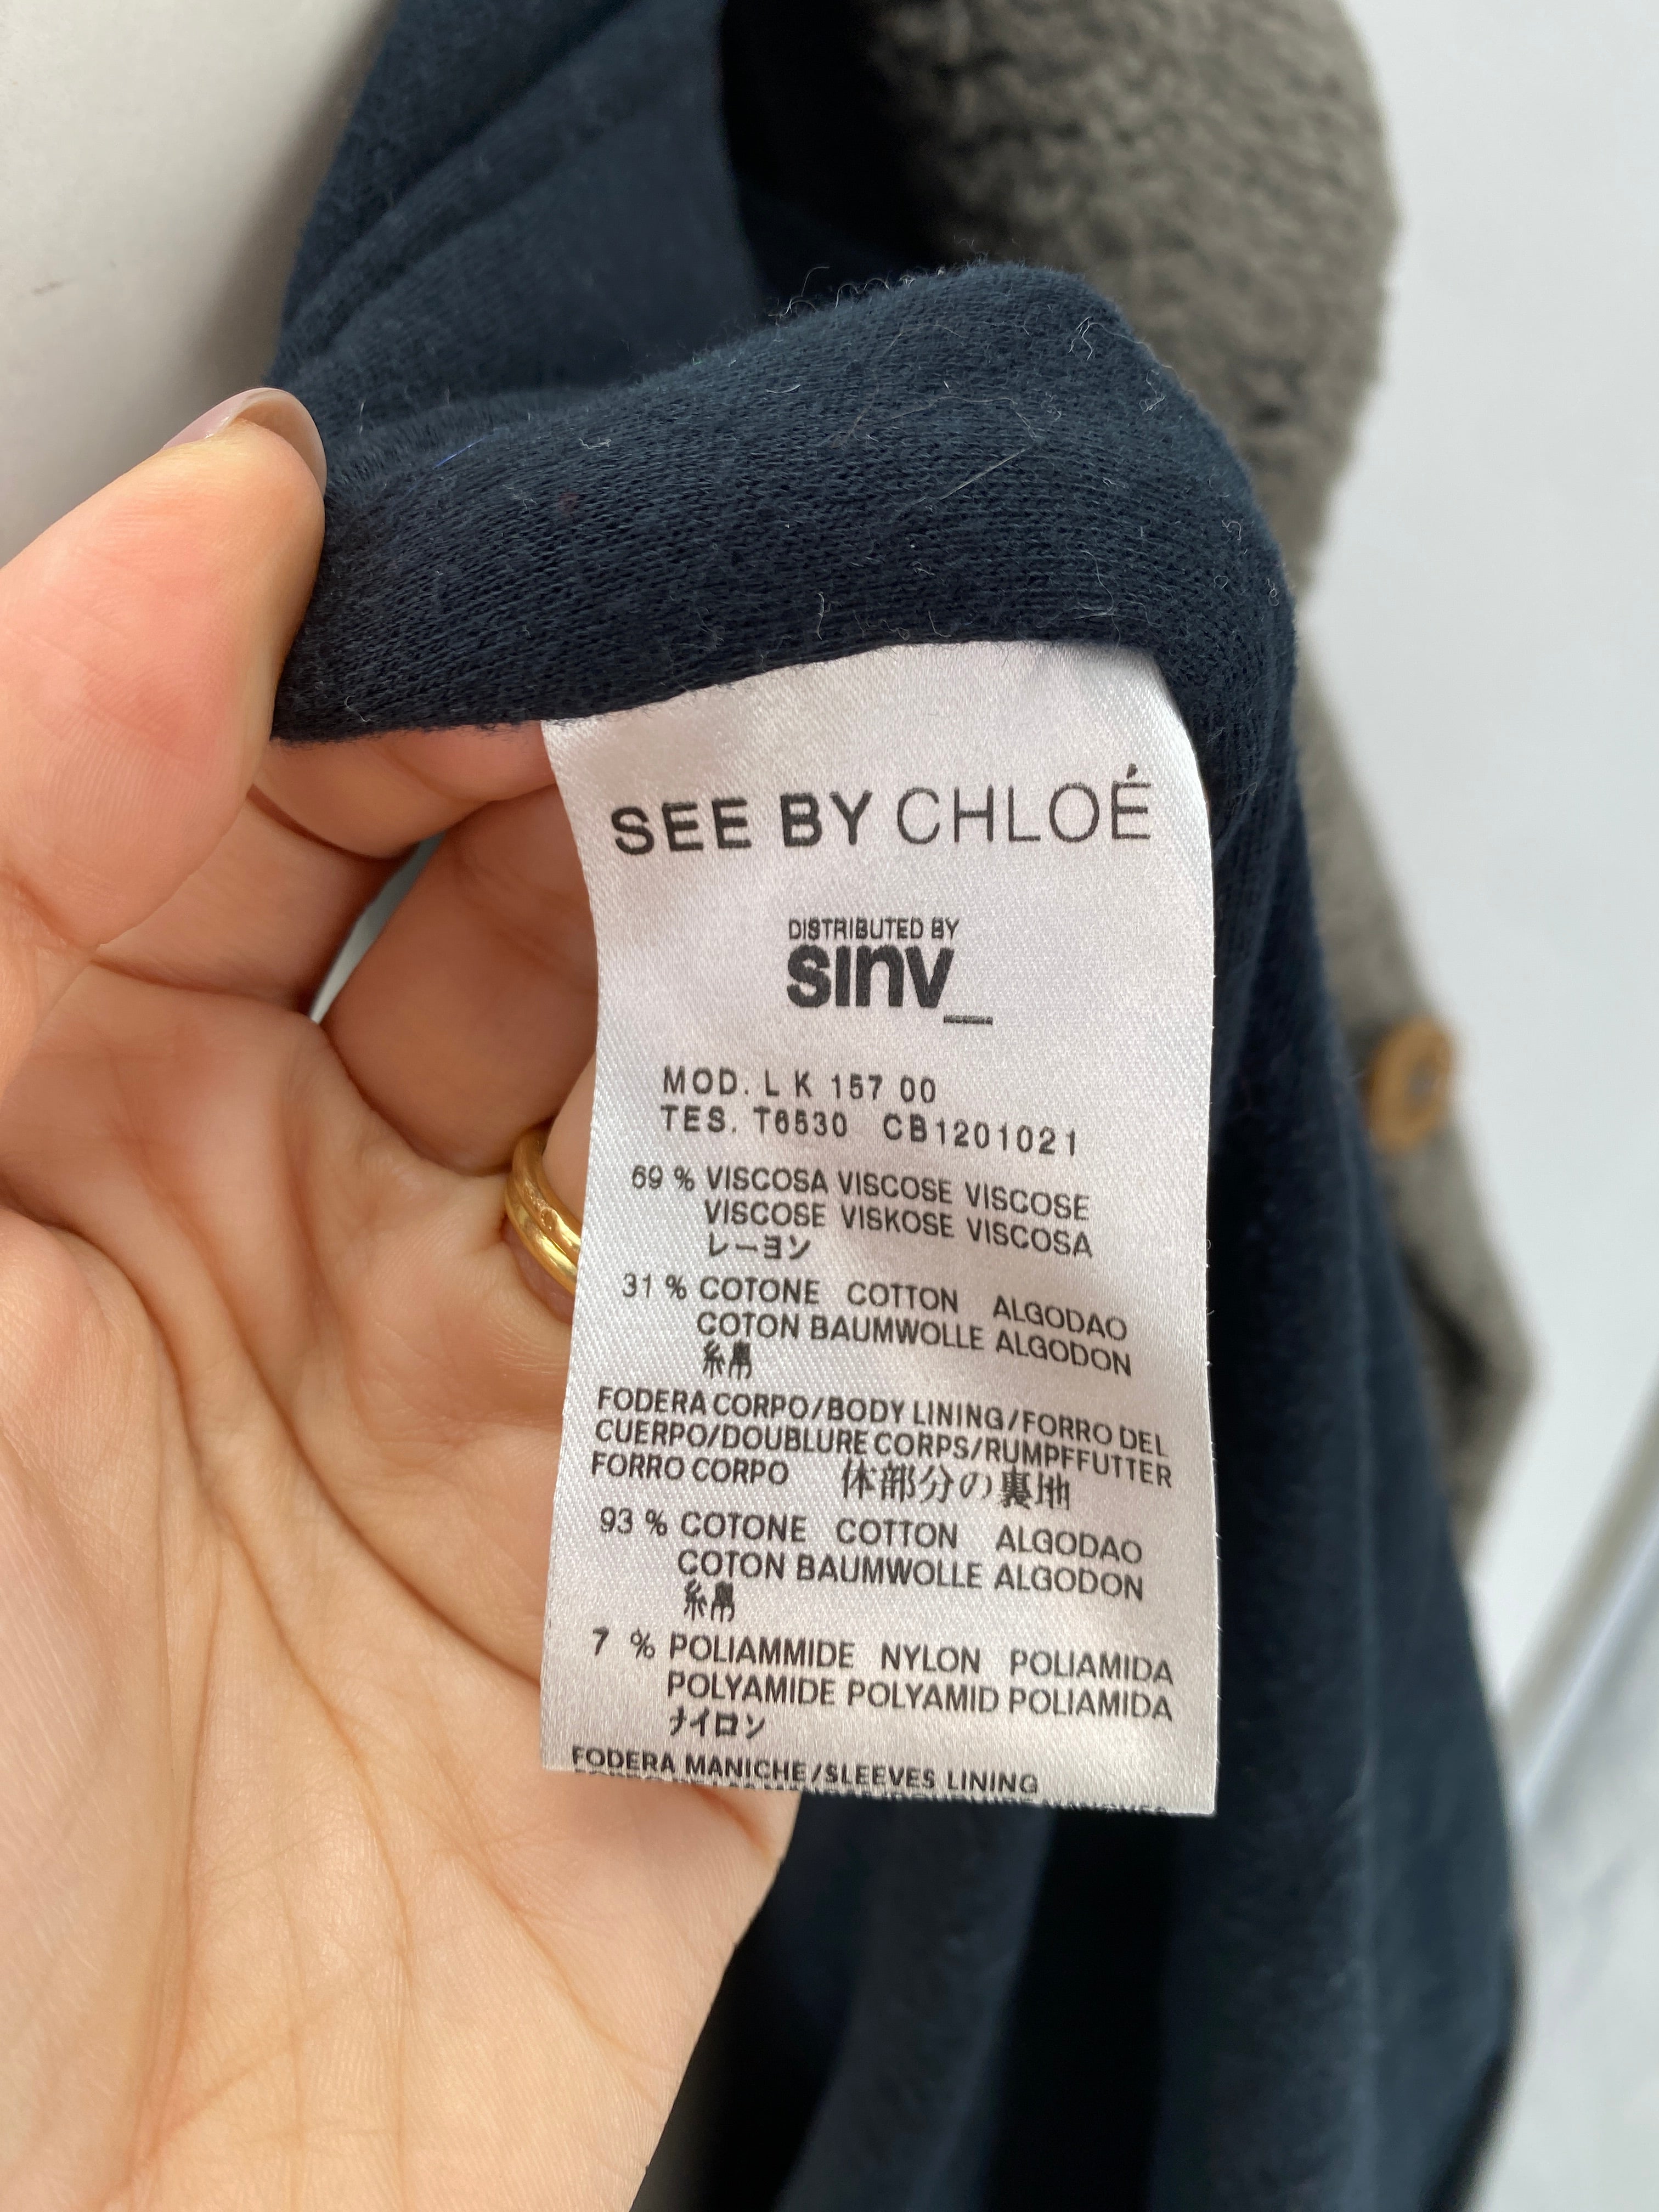 SEE BY CHLOÉ
DISTRIBUTED BY
sinv_
MOD. L K 157 00
TES. T6530 CB1201021
69 % VISCOSA VISCOSE VISCOSE
VISCOSE VISKOSE VISCOSA
レーヨン
31 % COTONE COTTON ALGODAO
COTON BAUMWOLLE ALGODON
綿
FODERA CORPO/BODY LINING/FORRO DEL
CUERPO/DOUBLURE CORPS/RUMPFFUTTER
FORRO CORPO 体部分の裏地
93 % COTONE COTTON ALGODAO
COTON BAUMWOLLE ALGODON
綿
7 % POLIAMMIDE NYLON POLIAMIDA
POLYAMIDE POLYAMID POLIAMIDA
ナイロン
FODERA MANICHE/SLEEVES LINING